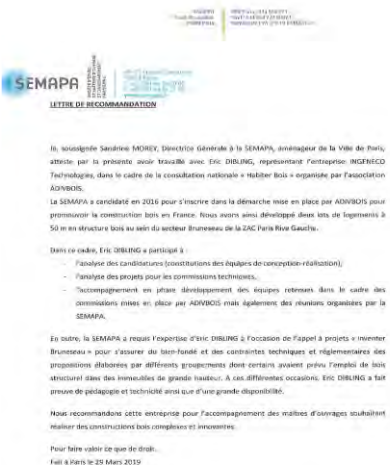 SEMAPA
LETTRE DE RECOMMANDATION
Je, soussignée Sandrine MOREY, Directrice Générale à la SEMAPA, aménageur de la Ville de Paris,
atteste par la présente avoir travaillé avec Eric DIBLING, représentant l'entreprise INGENECO
Technologies, dans le cadre de la consultation nationale « Habiter Bois » organisée par l'association
ADIVBOIS.
La SEMAPA a candidaté en 2016 pour s'inscrire dans la démarche mise en place par ADIVBOIS pour
promouvoir la construction bois en France. Nous avons ainsi développé deux lots de logements à
50 m en structure bois au sein du secteur Bruneseau de la ZAC Paris Rive Gauche.
Dans ce cadre, Eric DIBLING a participé à :
- l'analyse des candidatures (constitutions des équipes de conception-réalisation),
- l'analyse des projets pour les commissions techniques,
- l'accompagnement en phase développement des équipes retenues dans le cadre des
commissions mises en place par ADIVBOIS mais également des réunions organisées par la
SEMAPA.
En outre, la SEMAPA a requis l'expertise d'Eric DIBLING à l'occasion de l'appel à projets « Inventer
Bruneseau » pour s'assurer du bien-fondé et des contraintes techniques et réglementaires des
propositions élaborées par différents groupements dont certains avaient prévu l'emploi de bois
structurel dans des immeubles de grande hauteur. A ces différentes occasions, Eric DIBLING a fait
preuve de pédagogie et technicité ainsi que d'une grande disponibilité.
Nous recommandons cette entreprise pour l'accompagnement des maîtres d'ouvrages souhaitant
réaliser des constructions bois complexes et innovantes.
Pour faire valoir ce que de droit.
Fait à Paris le 29 Mars 2019